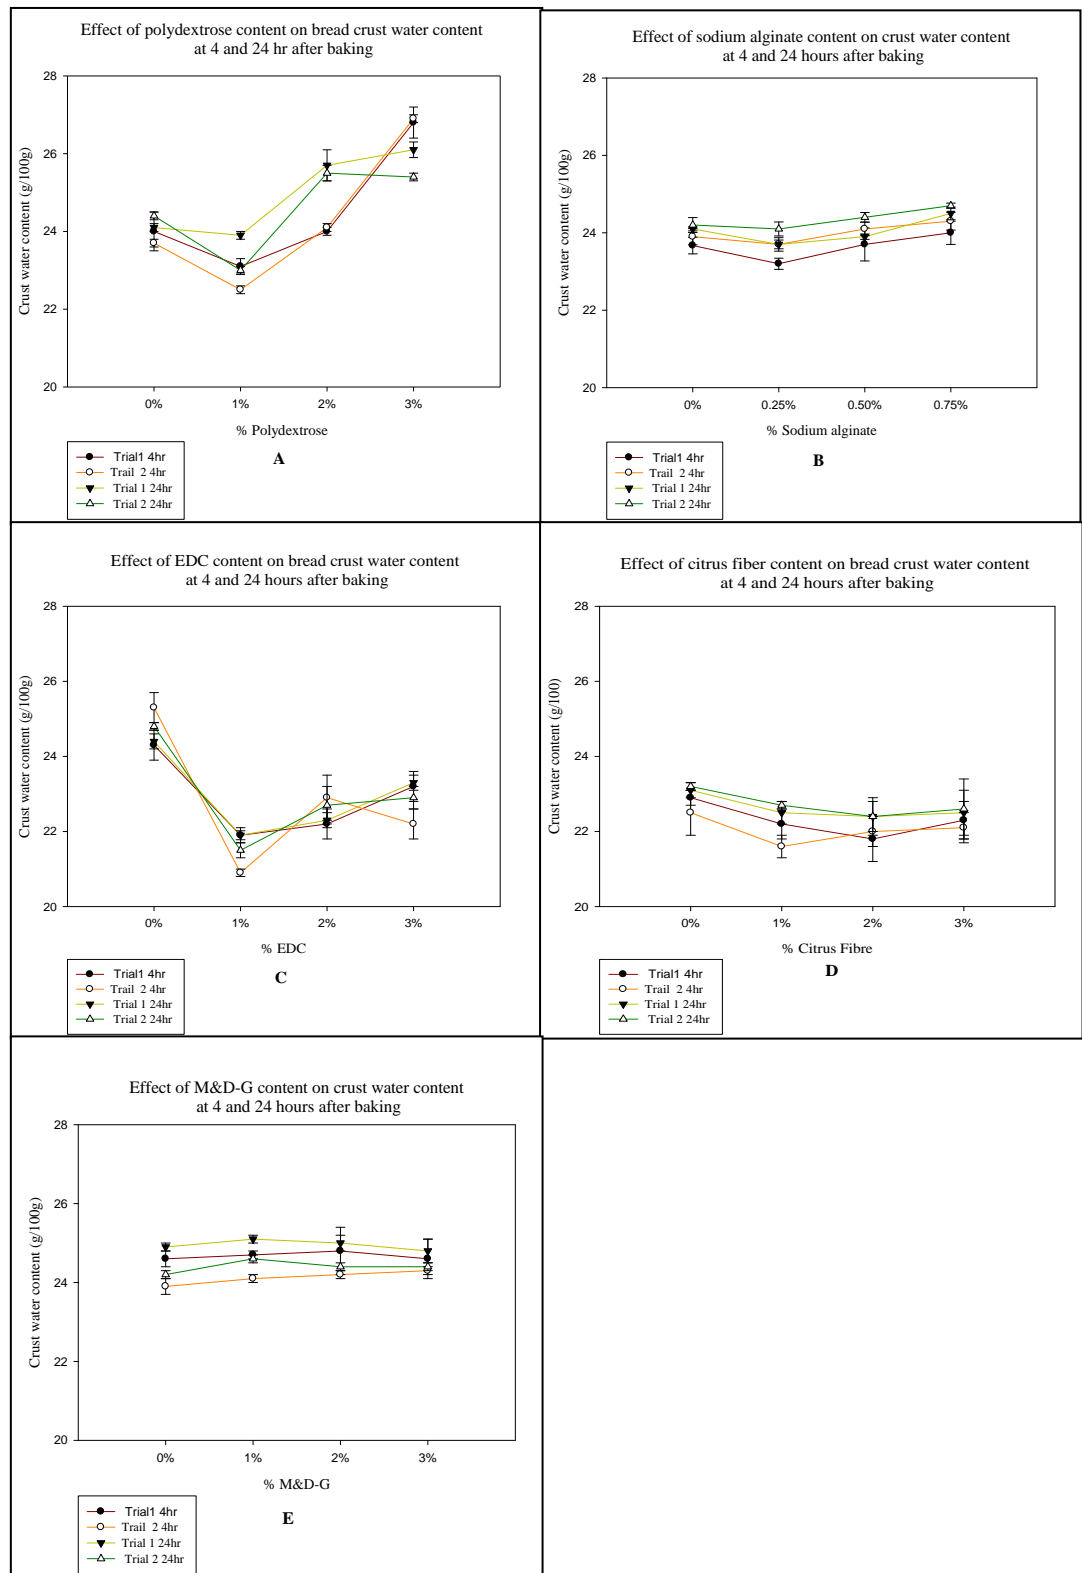 Effect of polydextrose content on bread crust water content
at 4 and 24 hr after baking
Crust water content (g/100g)
28
26
24
22
20
0% 1% 2% 3%
% Polydextrose
A
Trial1 4hr
Trail 2 4hr
Trial 1 24hr
Trial 2 24hr
Effect of sodium alginate content on crust water content
at 4 and 24 hours after baking
Crust water content (g/100g)
28
26
24
22
20
0% 0.25% 0.50% 0.75%
% Sodium alginate
B
Trial1 4hr
Trail 2 4hr
Trial 1 24hr
Trial 2 24hr
Effect of EDC content on bread crust water content
at 4 and 24 hours after baking
Crust water content (g/100g)
28
26
24
22
20
0% 1% 2% 3%
% EDC
C
Trial1 4hr
Trail 2 4hr
Trial 1 24hr
Trial 2 24hr
Effect of citrus fiber content on bread crust water content
at 4 and 24 hours after baking
Crust water content (g/100)
28
26
24
22
20
0% 1% 2% 3%
% Citrus Fibre
D
Trial1 4hr
Trail 2 4hr
Trial 1 24hr
Trial 2 24hr
Effect of M&D-G content on crust water content
at 4 and 24 hours after baking
Crust water content (g/100g)
28
26
24
22
20
0% 1% 2% 3%
% M&D-G
E
Trial1 4hr
Trail 2 4hr
Trial 1 24hr
Trial 2 24hr